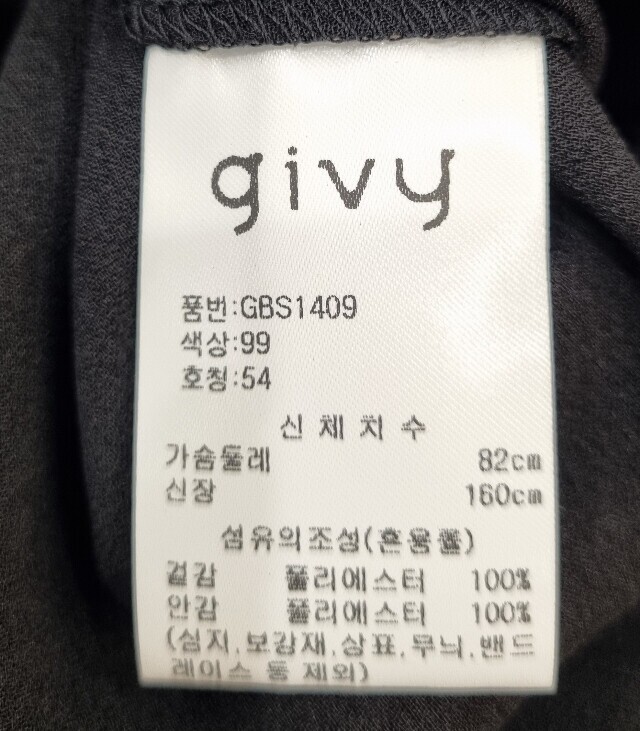 givy
품번:GBS1409
색상:99
호칭:54
신 체 치 수
가슴둘레 82cm
신장 160cm
섬유의조성(혼용률)
겉감 폴리에스터 100%
안감 폴리에스터 100%
(심지.보강재.상표.무늬.밴드
레이스 등 제외)